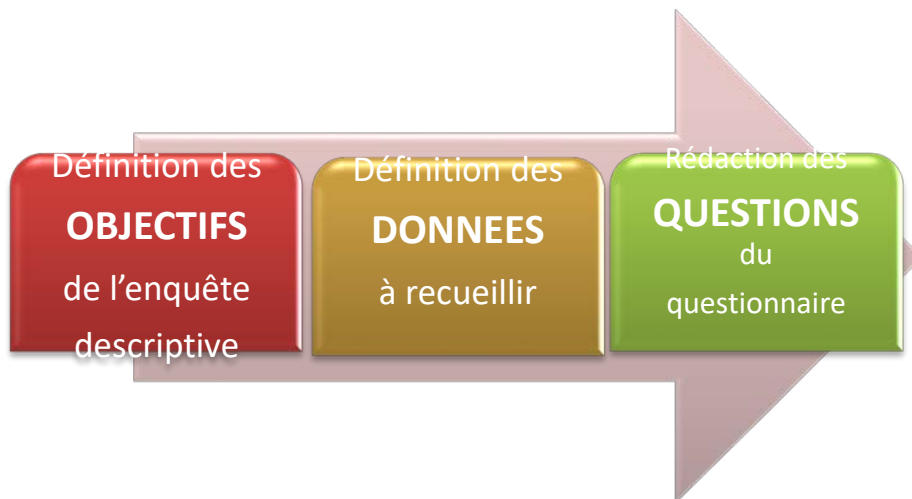 Définition des
OBJECTIFS
de l’enquête
descriptive
Définition des
DONNEES
à recueillir
Rédaction des
QUESTIONS
du
questionnaire